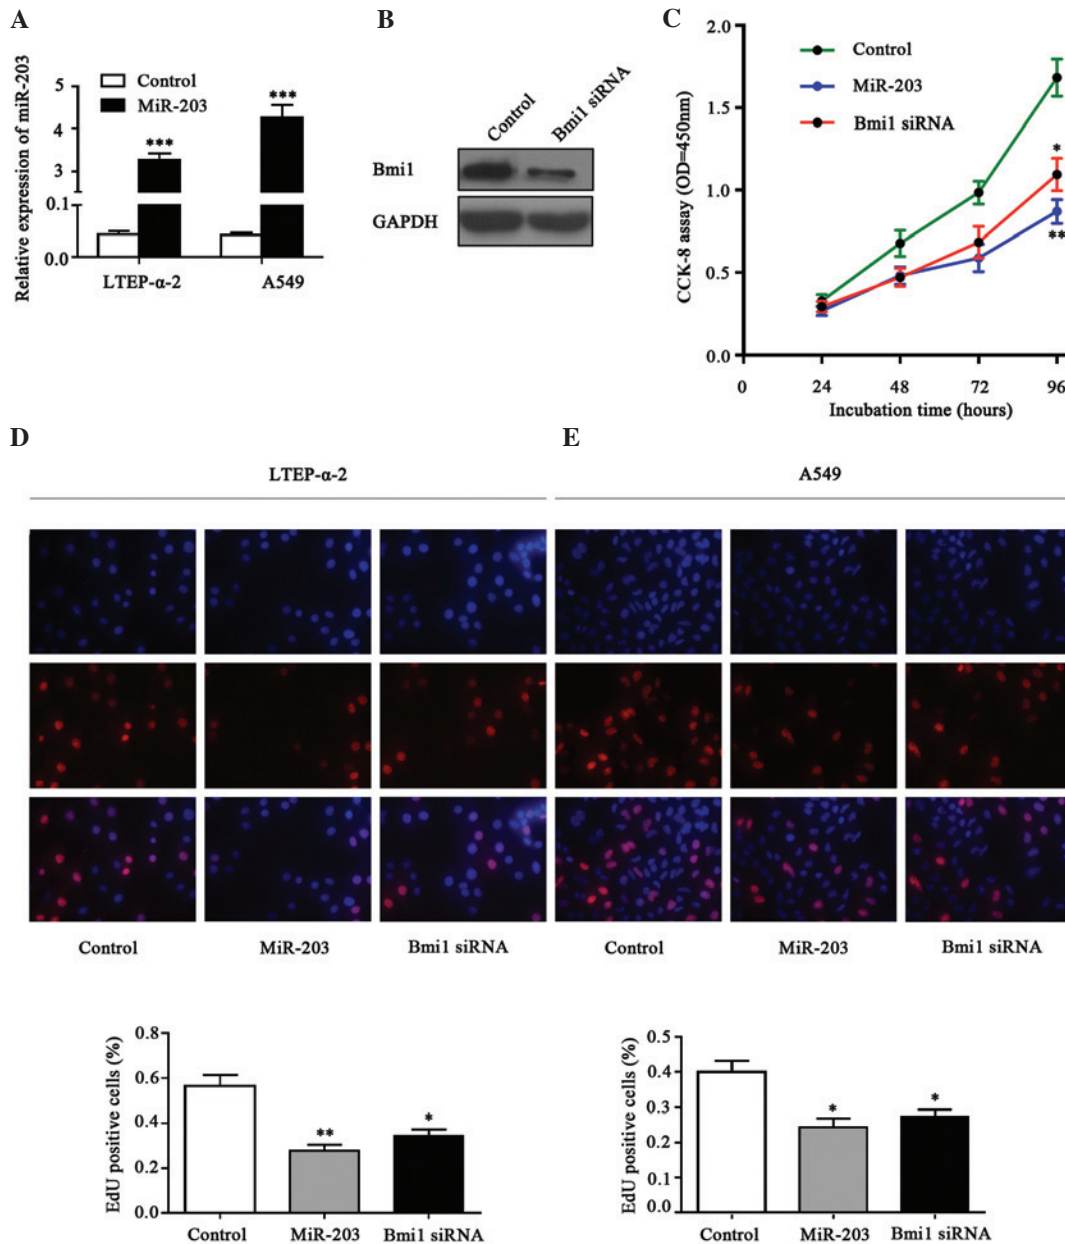 A
Relative expression of miR-203
Control
MiR-203
5
4
3
0.1
0.0
***
***
LTEP-α-2
A549
B
Control
Bmi1 siRNA
Bmi1
GAPDH
C
CCK-8 assay (OD=450nm)
2.0
1.5
1.0
0.5
0.0
Control
MiR-203
Bmi1 siRNA
*
**
0
24
48
72
96
Incubation time (hours)
D
LTEP-α-2
E
A549
Control
MiR-203
Bmi1 siRNA
Control
MiR-203
Bmi1 siRNA
EdU positive cells (%)
0.8
0.6
0.4
0.2
0.0
**
*
Control
MiR-203
Bmi1 siRNA
EdU positive cells (%)
0.5
0.4
0.3
0.2
0.1
0.0
*
*
Control
MiR-203
Bmi1 siRNA